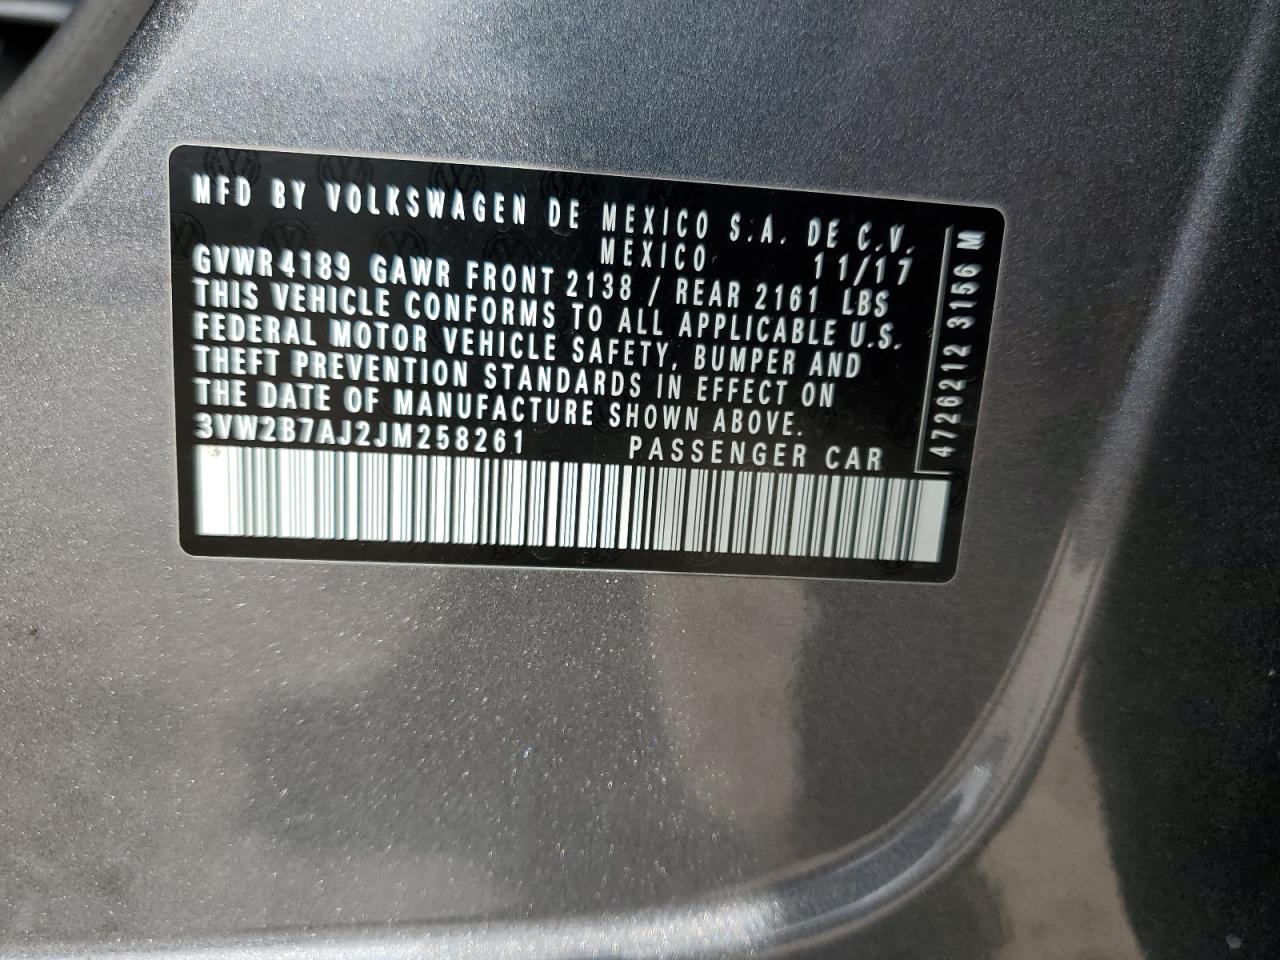 MFD BY VOLKSWAGEN DE MEXICO S.A. DE C.V.
MEXICO 11/17
GVWR 4189 GAWR FRONT 2138 / REAR 2161 LBS
THIS VEHICLE CONFORMS TO ALL APPLICABLE U.S.
FEDERAL MOTOR VEHICLE SAFETY, BUMPER AND
THEFT PREVENTION STANDARDS IN EFFECT ON
THE DATE OF MANUFACTURE SHOWN ABOVE.
3VW2B7AJ2JM258261 PASSENGER CAR
4726212 3156 M